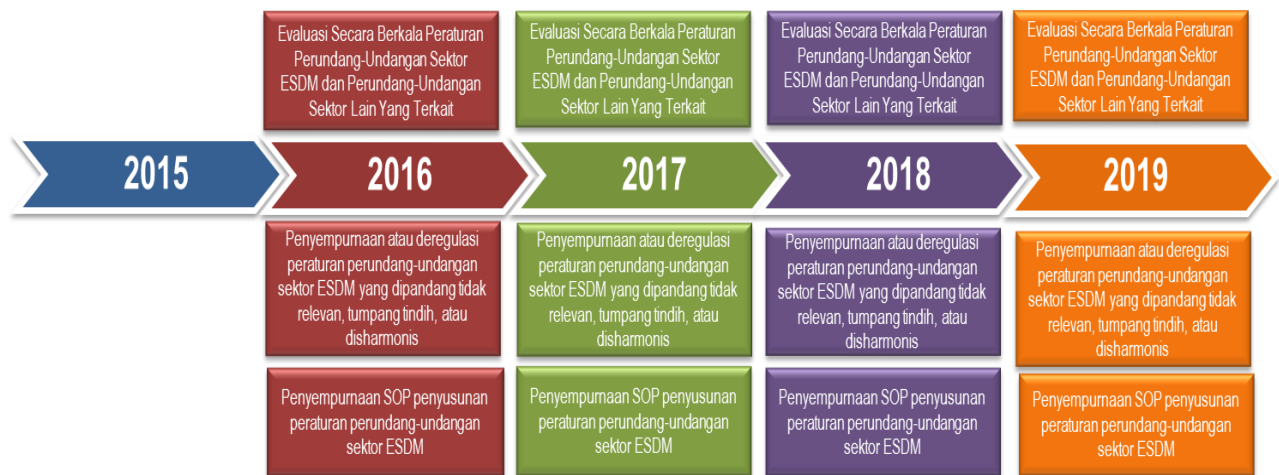 Evaluasi Secara Berkala Peraturan
Perundang-Undangan Sektor
ESDM dan Perundang-Undangan
Sektor Lain Yang Terkait
Evaluasi Secara Berkala Peraturan
Perundang-Undangan Sektor
ESDM dan Perundang-Undangan
Sektor Lain Yang Terkait
Evaluasi Secara Berkala Peraturan
Perundang-Undangan Sektor
ESDM dan Perundang-Undangan
Sektor Lain Yang Terkait
Evaluasi Secara Berkala Peraturan
Perundang-Undangan Sektor
ESDM dan Perundang-Undangan
Sektor Lain Yang Terkait
2015
2016
2017
2018
2019
Penyempurnaan atau deregulasi
peraturan perundang-undangan
sektor ESDM yang dipandang tidak
relevan, tumpang tindih, atau
disharmonis
Penyempurnaan atau deregulasi
peraturan perundang-undangan
sektor ESDM yang dipandang tidak
relevan, tumpang tindih, atau
disharmonis
Penyempurnaan atau deregulasi
peraturan perundang-undangan
sektor ESDM yang dipandang tidak
relevan, tumpang tindih, atau
disharmonis
Penyempurnaan atau deregulasi
peraturan perundang-undangan
sektor ESDM yang dipandang tidak
relevan, tumpang tindih, atau
disharmonis
Penyempurnaan SOP penyusunan
peraturan perundang-undangan
sektor ESDM
Penyempurnaan SOP penyusunan
peraturan perundang-undangan
sektor ESDM
Penyempurnaan SOP penyusunan
peraturan perundang-undangan
sektor ESDM
Penyempurnaan SOP penyusunan
peraturan perundang-undangan
sektor ESDM